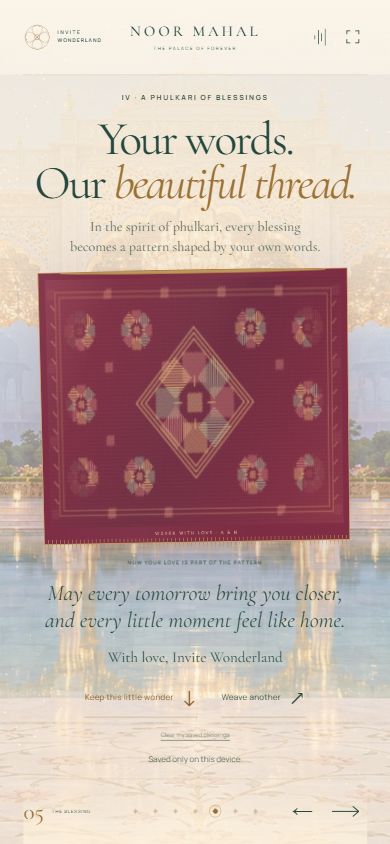 INVITE
WONDERLAND
NOOR MAHAL
THE PALACE OF FOREVER
IV · A PHULKARI OF BLESSINGS
Your words.
Our beautiful thread.
In the spirit of phulkari, every blessing
becomes a pattern shaped by your own words.
WOVEN WITH LOVE · A & N
NOW YOUR LOVE IS PART OF THE PATTERN
May every tomorrow bring you closer,
and every little moment feel like home.
With love, Invite Wonderland
Keep this little wonder ↓ Weave another ↗
Clear my saved blessings
Saved only on this device.
05 THE BLESSING ← →